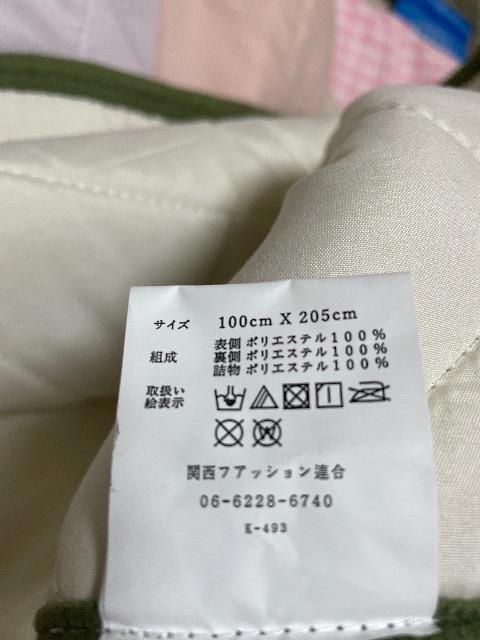 サイズ 100cm X 205cm
組成 表側 ポリエステル１００％
裏側 ポリエステル１００％
詰物 ポリエステル１００％
取扱い
絵表示
関西ファッション連合
06-6228-6740
K-493